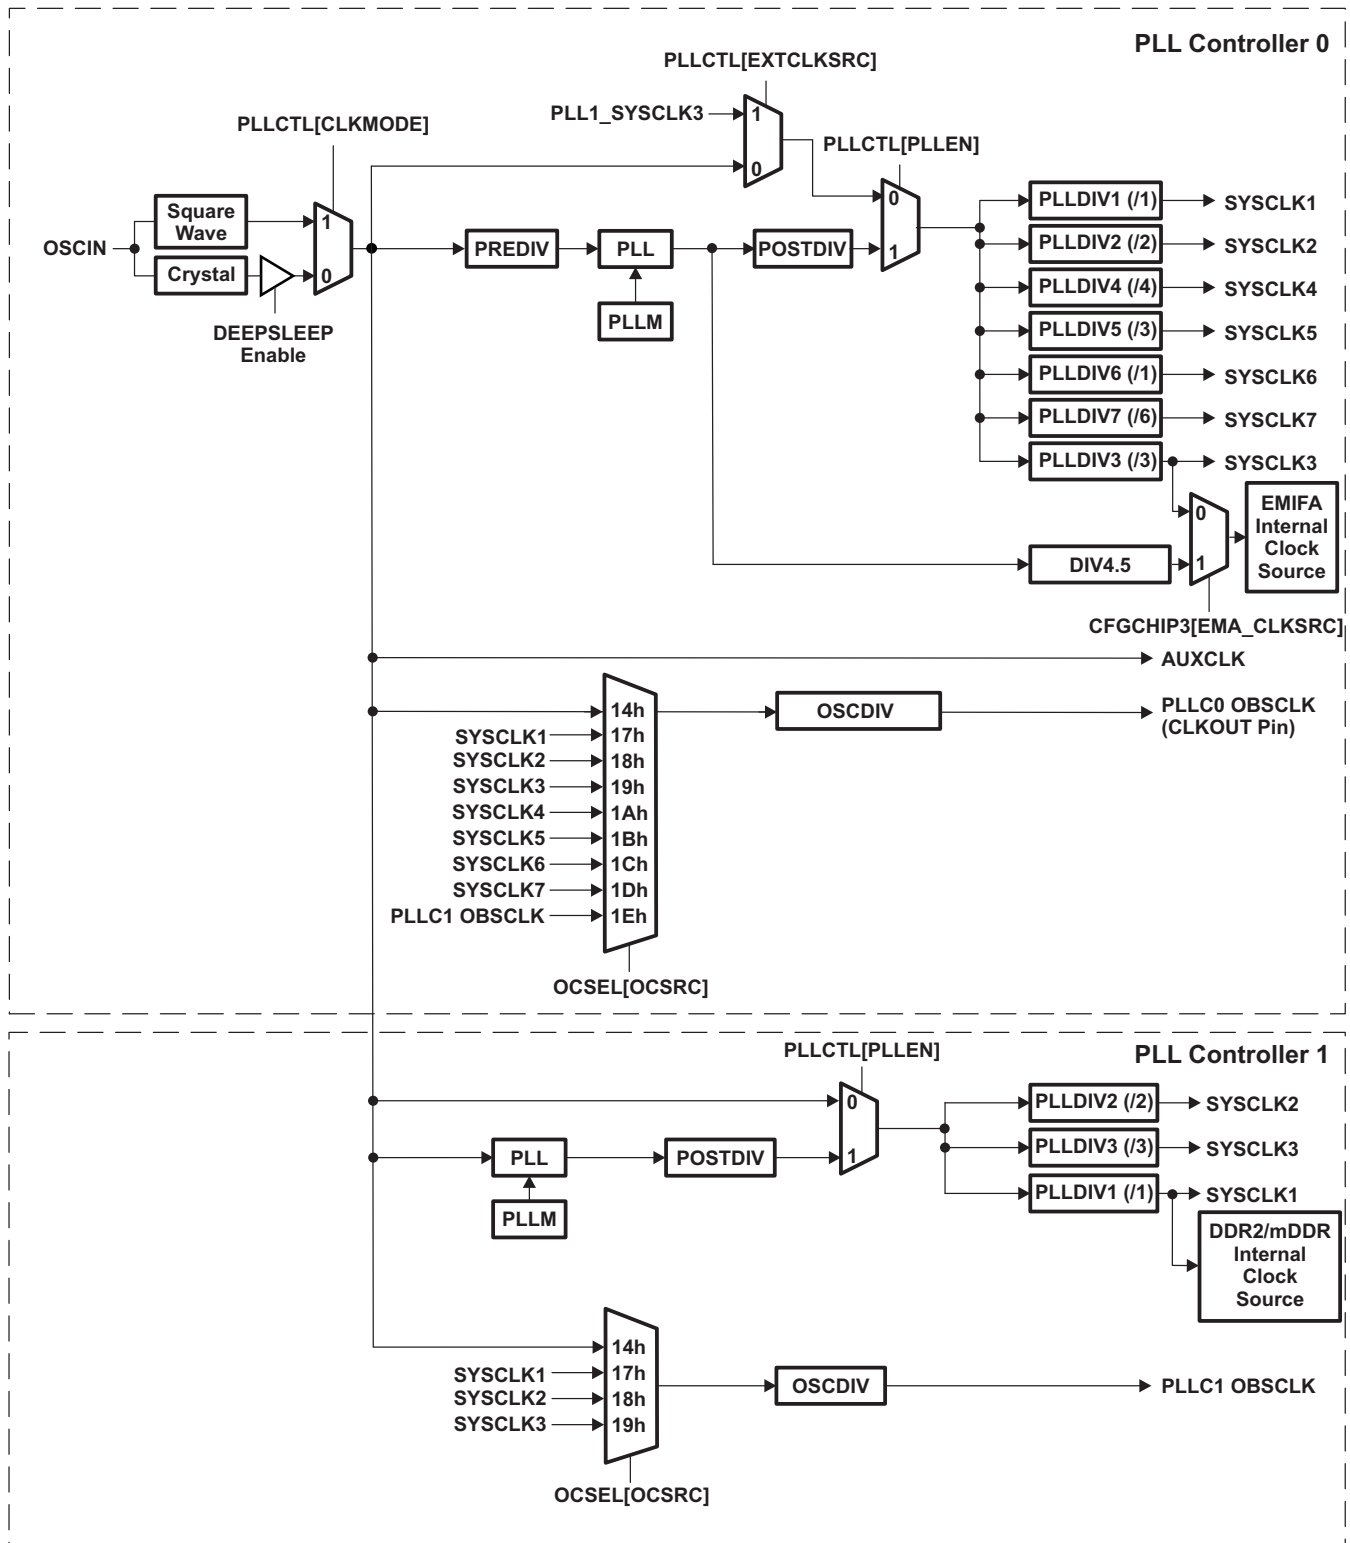 PLL Controller 0
PLLCTL[EXTCLKSRC]
PLL1_SYSCLK3
1
0
PLLCTL[CLKMODE]
PLLCTL[PLLEN]
Square
Wave
Crystal
OSCIN
1
0
DEEPSLEEP
Enable
PREDIV
PLL
PLLM
POSTDIV
0
1
PLLDIV1 (/1)
SYSCLK1
PLLDIV2 (/2)
SYSCLK2
PLLDIV4 (/4)
SYSCLK4
PLLDIV5 (/3)
SYSCLK5
PLLDIV6 (/1)
SYSCLK6
PLLDIV7 (/6)
SYSCLK7
PLLDIV3 (/3)
SYSCLK3
0
1
EMIFA
Internal
Clock
Source
DIV4.5
CFGCHIP3[EMA_CLKSRC]
AUXCLK
14h
OSCDIV
PLLC0 OBSCLK
(CLKOUT Pin)
SYSCLK1
17h
SYSCLK2
18h
SYSCLK3
19h
SYSCLK4
1Ah
SYSCLK5
1Bh
SYSCLK6
1Ch
SYSCLK7
1Dh
PLLC1 OBSCLK
1Eh
OCSEL[OCSRC]
PLL Controller 1
PLLCTL[PLLEN]
0
1
PLL
PLLM
POSTDIV
PLLDIV2 (/2)
SYSCLK2
PLLDIV3 (/3)
SYSCLK3
PLLDIV1 (/1)
SYSCLK1
DDR2/mDDR
Internal
Clock
Source
14h
SYSCLK1
17h
SYSCLK2
18h
SYSCLK3
19h
OSCDIV
PLLC1 OBSCLK
OCSEL[OCSRC]